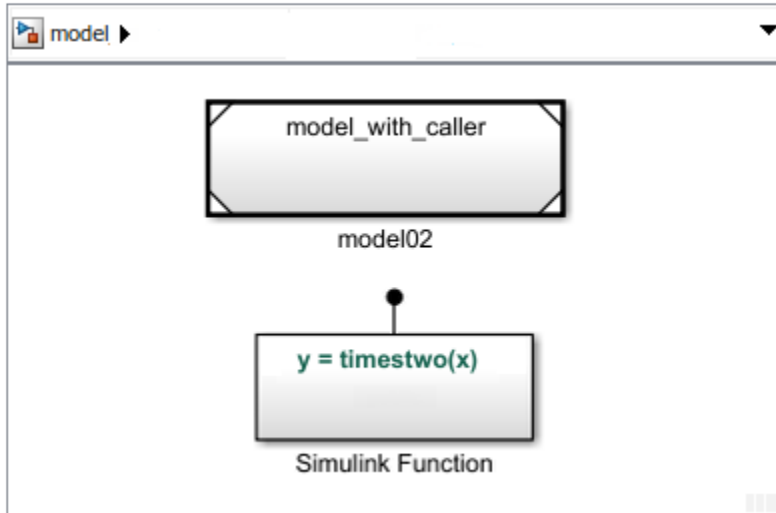 model
model_with_caller
model02
y = timestwo(x)
Simulink Function